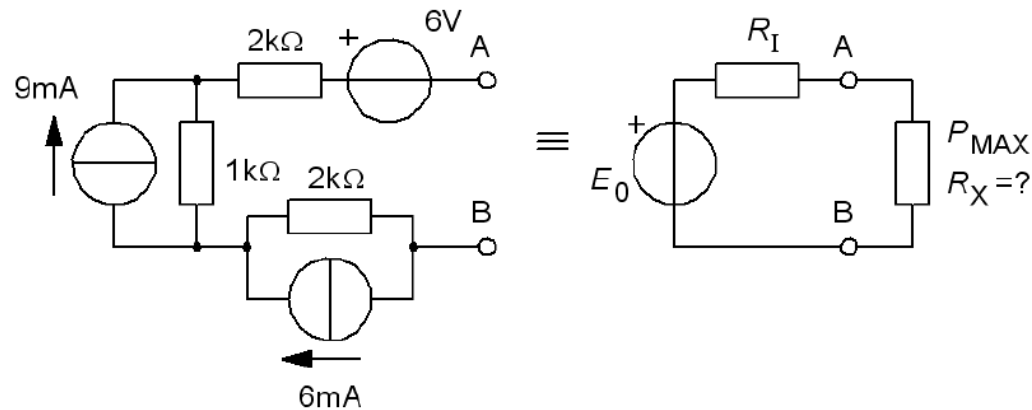 6V
+
2kΩ
A
9mA
1kΩ
2kΩ
B
6mA
≡
R_I
A
+
E_0
P_MAX
R_X =?
B